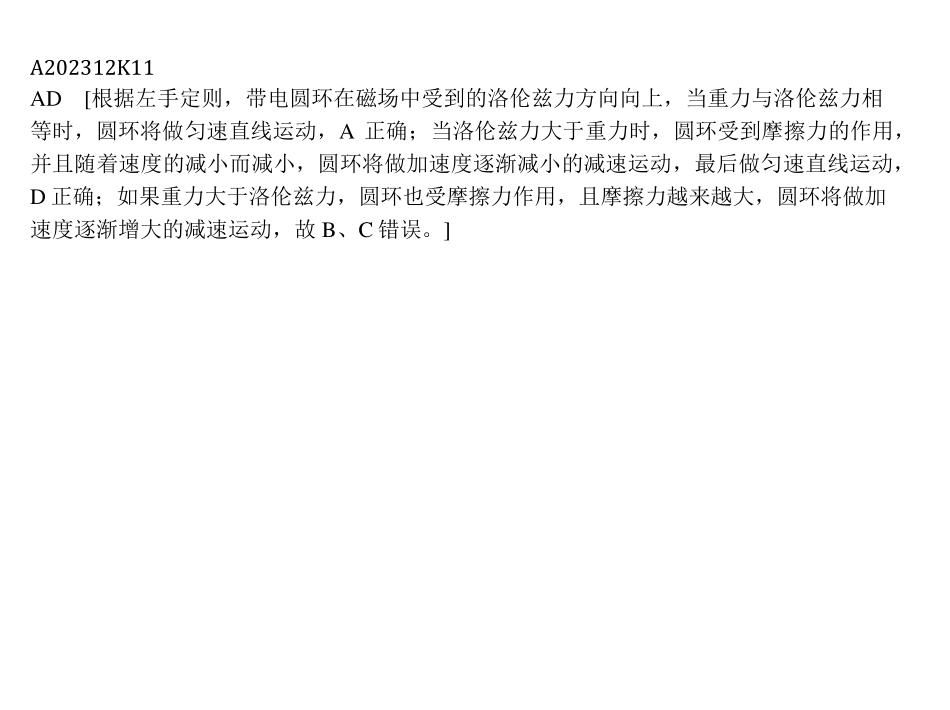 A202312K11
AD [根据左手定则，带电圆环在磁场中受到的洛伦兹力方向向上，当重力与洛伦兹力相
等时，圆环将做匀速直线运动，A 正确；当洛伦兹力大于重力时，圆环受到摩擦力的作用，
并且随着速度的减小而减小，圆环将做加速度逐渐减小的减速运动，最后做匀速直线运动，
D 正确；如果重力大于洛伦兹力，圆环也受摩擦力作用，且摩擦力越来越大，圆环将做加
速度逐渐增大的减速运动，故 B、C 错误。]